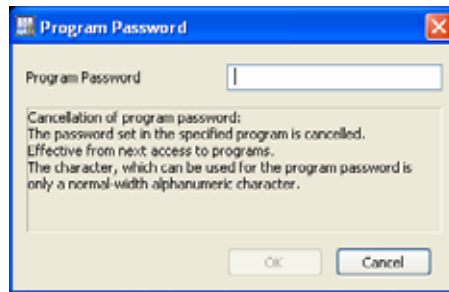 Program Password
Program Password
Cancellation of program password:
The password set in the specified program is cancelled.
Effective from next access to programs.
The character, which can be used for the program password is
only a normal-width alphanumeric character.
OK
Cancel